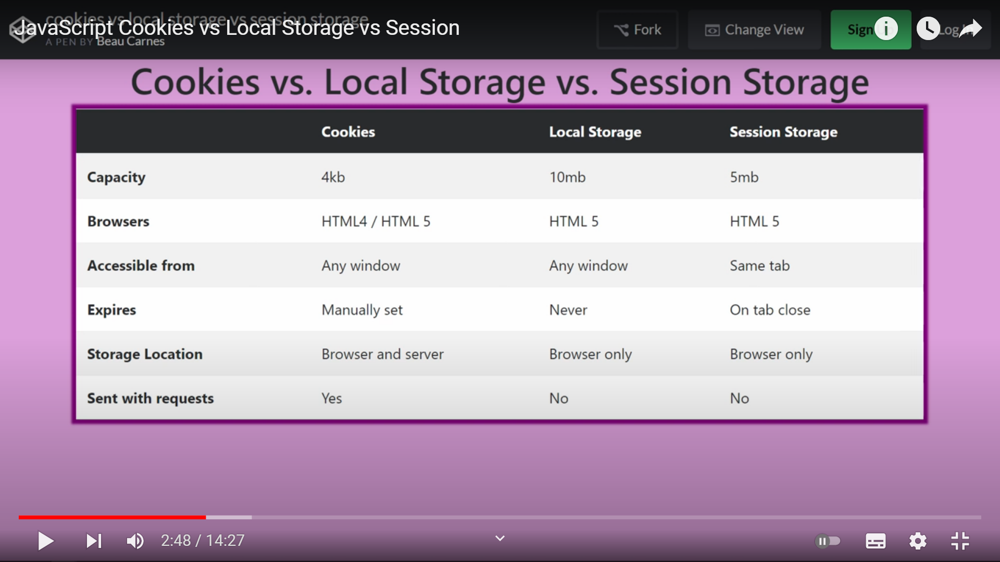 cookies vs local storage vs session storage
JavaScript Cookies vs Local Storage vs Session
A PEN BY Beau Carnes
Fork
Change View
Sign Up
Log In
Cookies vs. Local Storage vs. Session Storage
Cookies Local Storage Session Storage
Capacity 4kb 10mb 5mb
Browsers HTML4 / HTML 5 HTML 5 HTML 5
Accessible from Any window Any window Same tab
Expires Manually set Never On tab close
Storage Location Browser and server Browser only Browser only
Sent with requests Yes No No
2:48 / 14:27